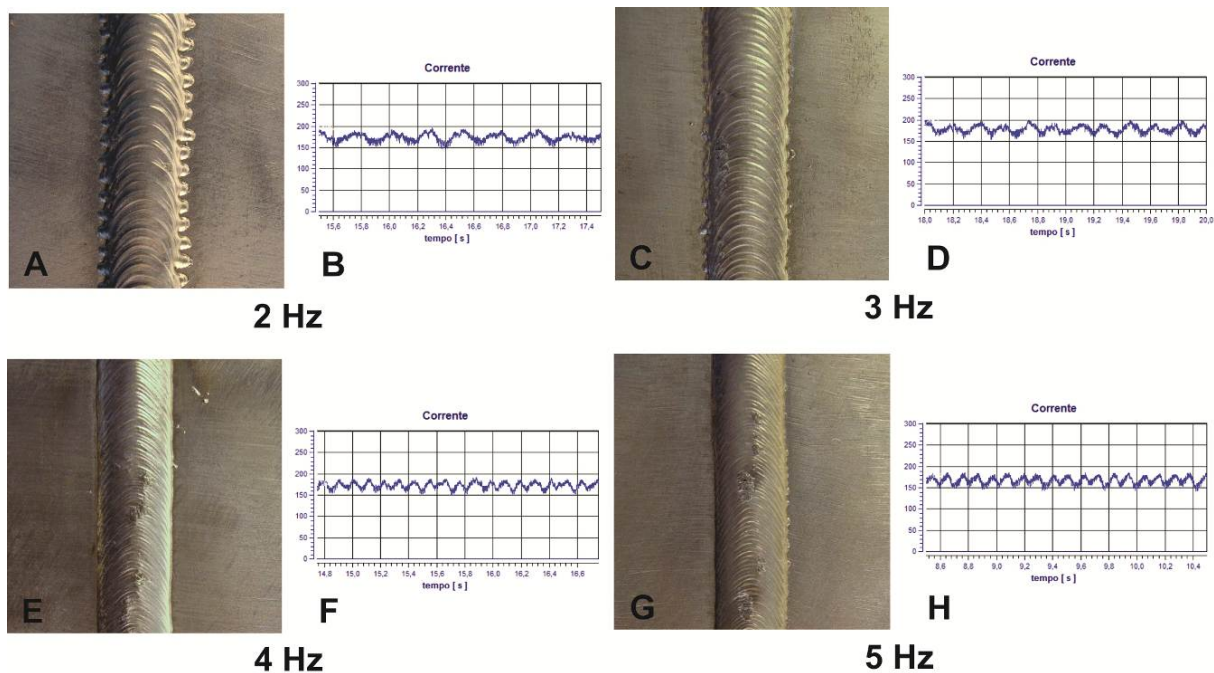 A
Corrente
300
250
200
150
100
50
0
15,6 15,8 16,0 16,2 16,4 16,6 16,8 17,0 17,2 17,4
tempo [ s ]
B
2 Hz
C
Corrente
300
250
200
150
100
50
0
18,0 18,2 18,4 18,6 18,8 19,0 19,2 19,4 19,6 19,8 20,0
tempo [ s ]
D
3 Hz
E
Corrente
300
250
200
150
100
50
0
14,8 15,0 15,2 15,4 15,6 15,8 16,0 16,2 16,4 16,6
tempo [ s ]
F
4 Hz
G
Corrente
300
250
200
150
100
50
0
8,6 8,8 9,0 9,2 9,4 9,6 9,8 10,0 10,2 10,4
tempo [ s ]
H
5 Hz